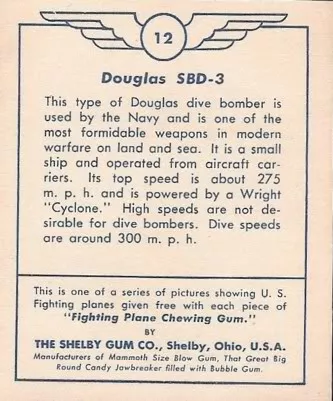 12
Douglas SBD-3
This type of Douglas dive bomber is
used by the Navy and is one of the
most formidable weapons in modern
warfare on land and sea. It is a small
ship and operated from aircraft car-
riers. Its top speed is about 275
m. p. h. and is powered by a Wright
"Cyclone." High speeds are not de-
sirable for dive bombers. Dive speeds
are around 300 m. p. h.
This is one of a series of pictures showing U. S.
Fighting planes given free with each piece of
"Fighting Plane Chewing Gum."
BY
THE SHELBY GUM CO., Shelby, Ohio, U.S.A.
Manufacturers of Mammoth Size Blow Gum, That Great Big
Round Candy Jawbreaker filled with Bubble Gum.